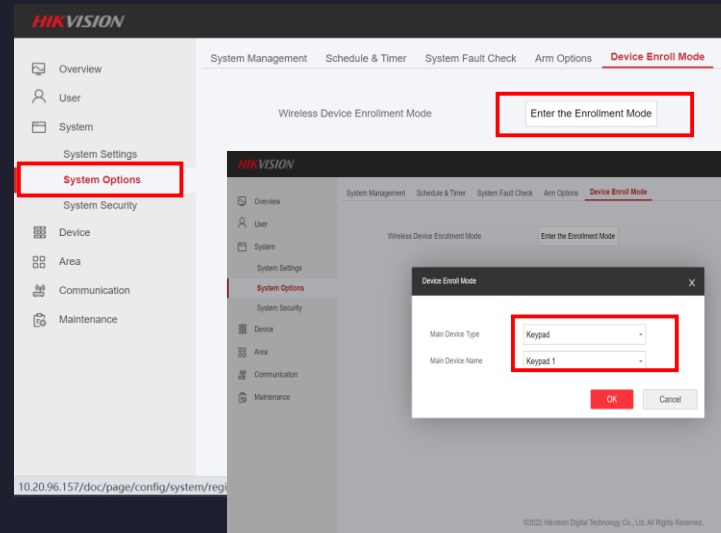 HIKVISION
System Management Schedule & Timer System Fault Check Arm Options Device Enroll Mode
Overview
User
System
System Settings
System Options
System Security
Device
Area
Communication
Maintenance
Wireless Device Enrollment Mode Enter the Enrollment Mode
10.20.96.157/doc/page/config/system/regi
HIKVISION
System Management Schedule & Timer System Fault Check Arm Options Device Enroll Mode
Overview
User
System
System Settings
System Options
System Security
Device
Area
Communication
Maintenance
Wireless Device Enrollment Mode Enter the Enrollment Mode
Device Enroll Mode X
Main Device Type Keypad
Main Device Name Keypad 1
OK Cancel
©2022 Hikvision Digital Technology Co., Ltd. All Rights Reserved.